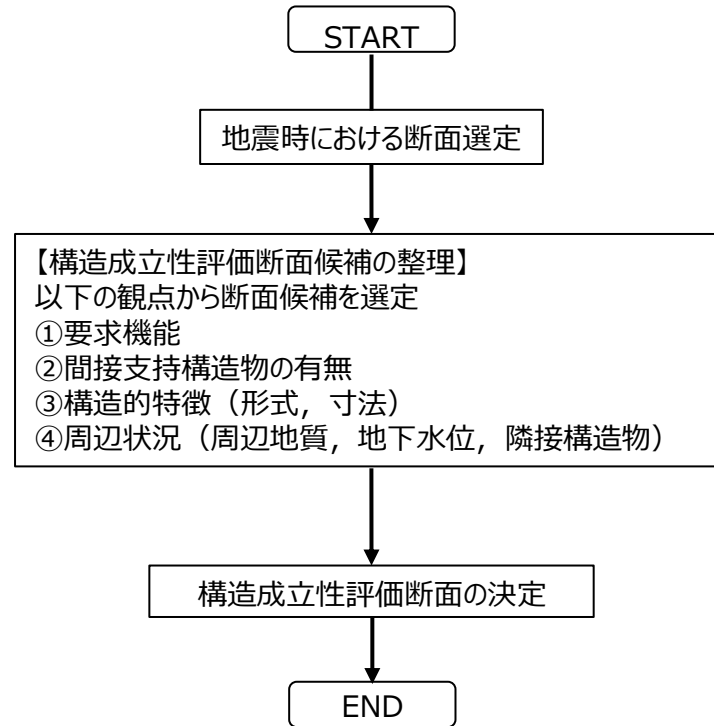 START
地震時における断面選定
【構造成立性評価断面候補の整理】
以下の観点から断面候補を選定
①要求機能
②間接支持構造物の有無
③構造的特徴（形式，寸法）
④周辺状況（周辺地質，地下水位，隣接構造物）
構造成立性評価断面の決定
END